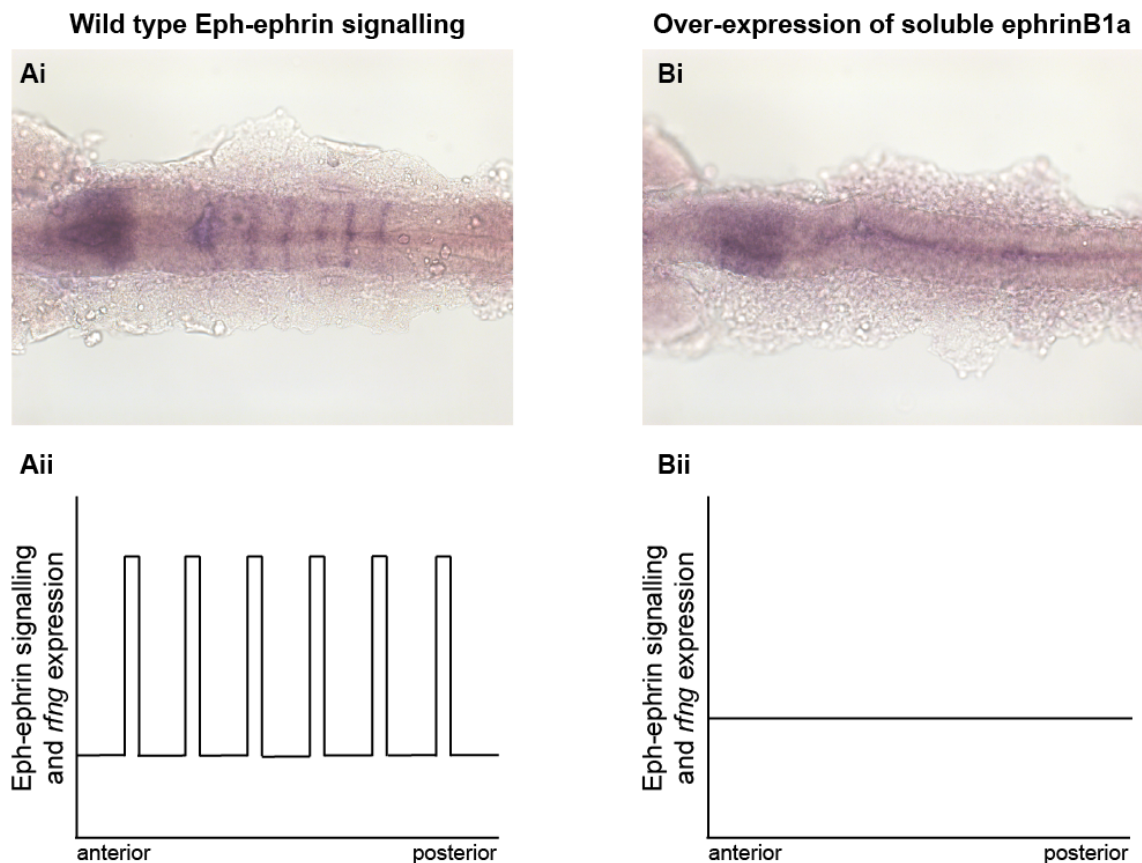 Wild type Eph-ephrin signalling
Over-expression of soluble ephrinB1a
Ai
Bi
Aii
Eph-ephrin signalling
and rfng expression
anterior
posterior
Bii
Eph-ephrin signalling
and rfng expression
anterior
posterior